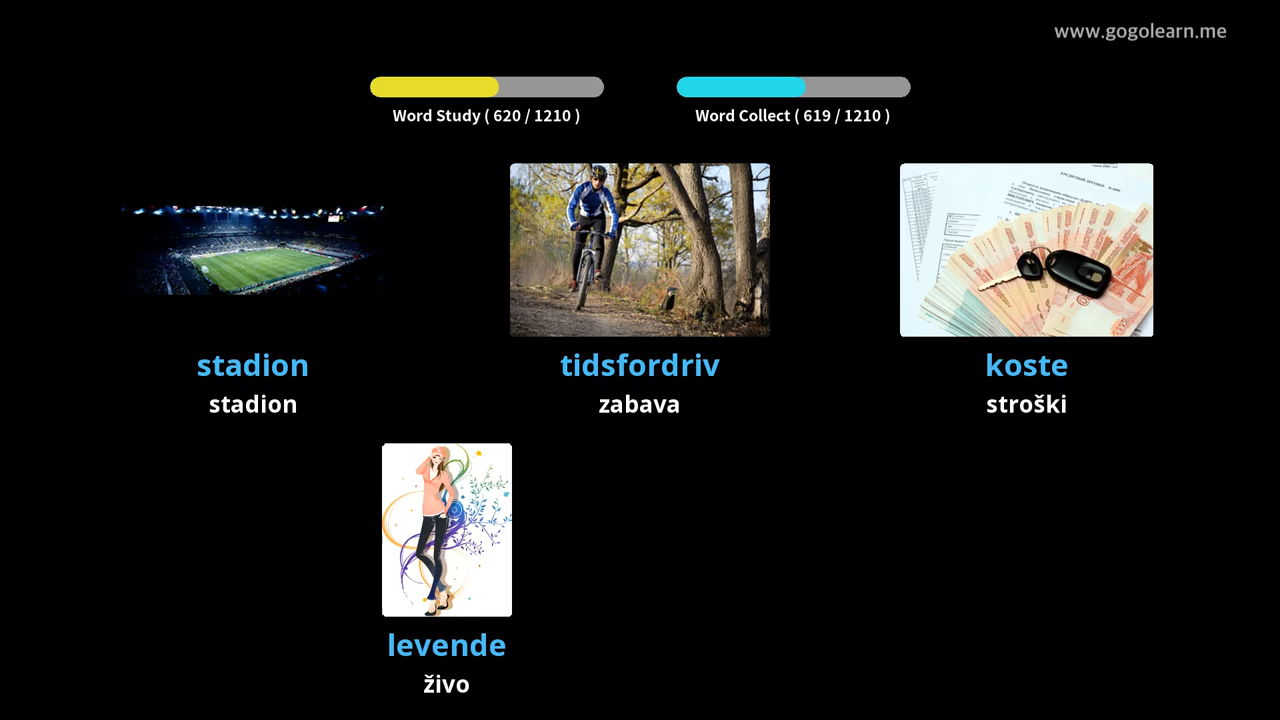 www.gogolearn.me
Word Study ( 620 / 1210 )
Word Collect ( 619 / 1210 )
stadion
stadion
tidsfordriv
zabava
koste
stroški
levende
živo